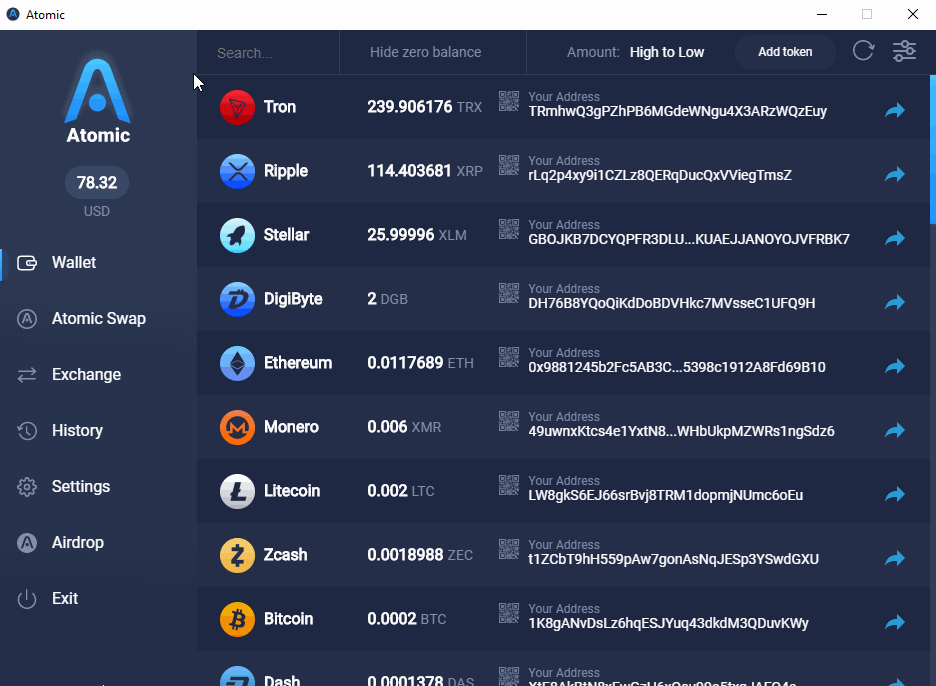 Atomic
Search...
Hide zero balance
Amount: High to Low
Add token
Atomic
78.32
USD
Wallet
Atomic Swap
Exchange
History
Settings
Airdrop
Exit
Tron 239.906176 TRX Your Address
TRmhwQ3gPZhPB6MGdeWNgu4X3ARzWQzEuy
Ripple 114.403681 XRP Your Address
rLq2p4xy9i1CZLz8QERqDucQxVViegTmsZ
Stellar 25.99996 XLM Your Address
GBOJKB7DCYQPFR3DLU...KUAEJJANOYOJVFRBK7
DigiByte 2 DGB Your Address
DH76B8YQoQiKdDoBDVHkc7MVsseC1UFQ9H
Ethereum 0.0117689 ETH Your Address
0x9881245b2Fc5AB3C...5398c1912A8Fd69B10
Monero 0.006 XMR Your Address
49uwnxKtcs4e1YxtN8...WHbUkpMZWRs1ngSdz6
Litecoin 0.002 LTC Your Address
LW8gkS6EJ66srBvj8TRM1dopmjNUmc6oEu
Zcash 0.0018988 ZEC Your Address
t1ZCbT9hH559pAw7gonAsNqJESp3YSwdGXU
Bitcoin 0.0002 BTC Your Address
1K8gANvDsLz6hqESJYuq43dkdM3QDuvKWy
Dash 0.0001378 DAS Your Address